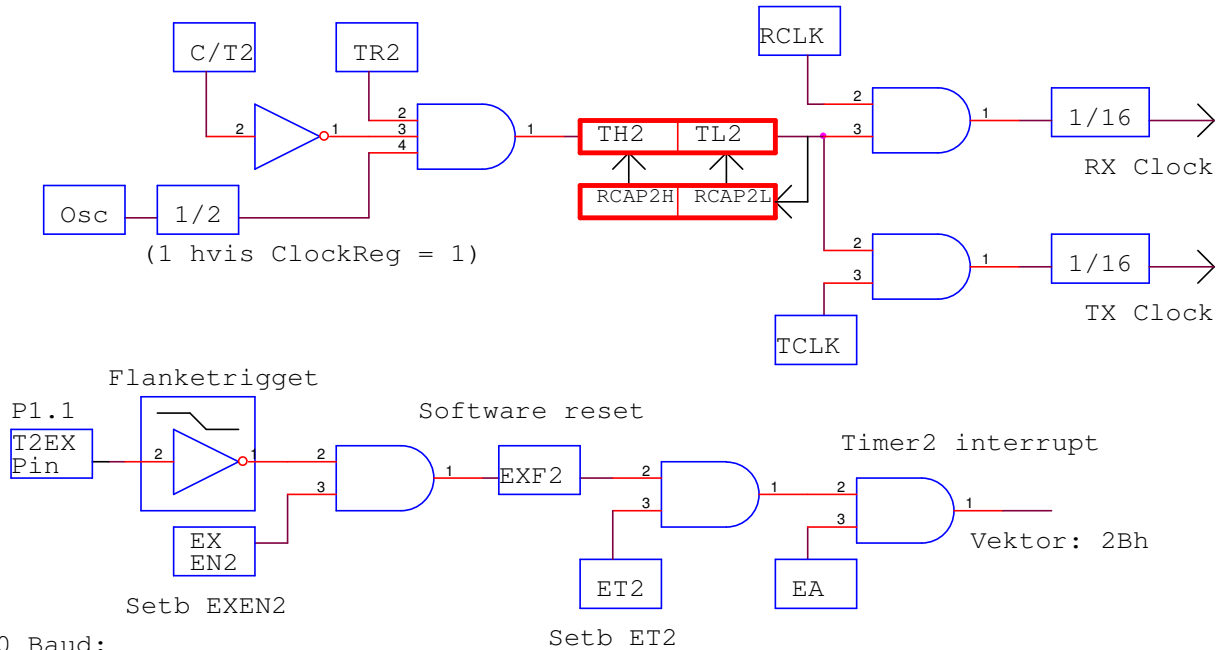 C/T2
TR2
RCLK
2
1
2
3
4
1
TH2 TL2
2
3
1
1/16
RX Clock
RCAP2H RCAP2L
Osc
1/2
(1 hvis ClockReg = 1)
2
3
1
1/16
TX Clock
TCLK
Flanketrigget
P1.1
T2EX
Pin
2
1
2
3
1
Software reset
EXF2
2
3
1
Timer2 interrupt
2
3
1
Vektor: 2Bh
EX
EN2
Setb EXEN2
ET2
Setb ET2
EA
0 Baud: